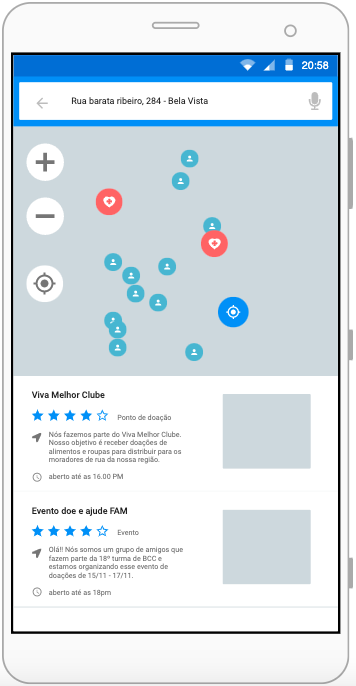 20:58
Rua barata ribeiro, 284 - Bela Vista
Viva Melhor Clube
Ponto de doação
Nós fazemos parte do Viva Melhor Clube.
Nosso objetivo é receber doações de
alimentos e roupas para distribuir para os
moradores de rua da nossa região.
aberto até as 16.00 PM
Evento doe e ajude FAM
Evento
Olá!! Nós somos um grupo de amigos que
fazem parte da 18º turma de BCC e
estamos organizando esse evento de
doações de 15/11 - 17/11.
aberto até as 18pm